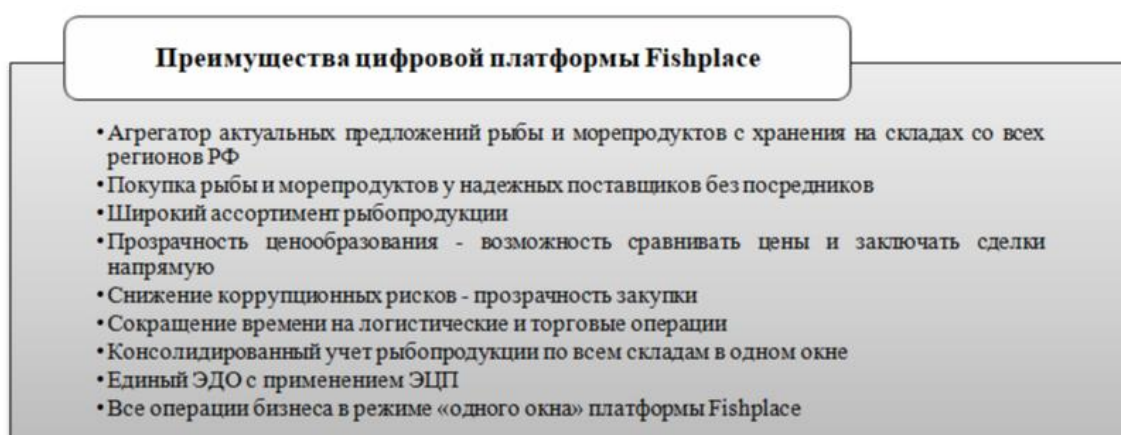 Преимущества цифровой платформы Fishplace
•Агрегатор актуальных предложений рыбы и морепродуктов с хранения на складах со всех
регионов РФ
•Покупка рыбы и морепродуктов у надежных поставщиков без посредников
•Широкий ассортимент рыбопродукции
•Прозрачность ценообразования - возможность сравнивать цены и заключать сделки
напрямую
•Снижение коррупционных рисков - прозрачность закупки
•Сокращение времени на логистические и торговые операции
•Консолидированный учет рыбопродукции по всем складам в одном окне
•Единый ЭДО с применением ЭЦП
•Все операции бизнеса в режиме «одного окна» платформы Fishplace